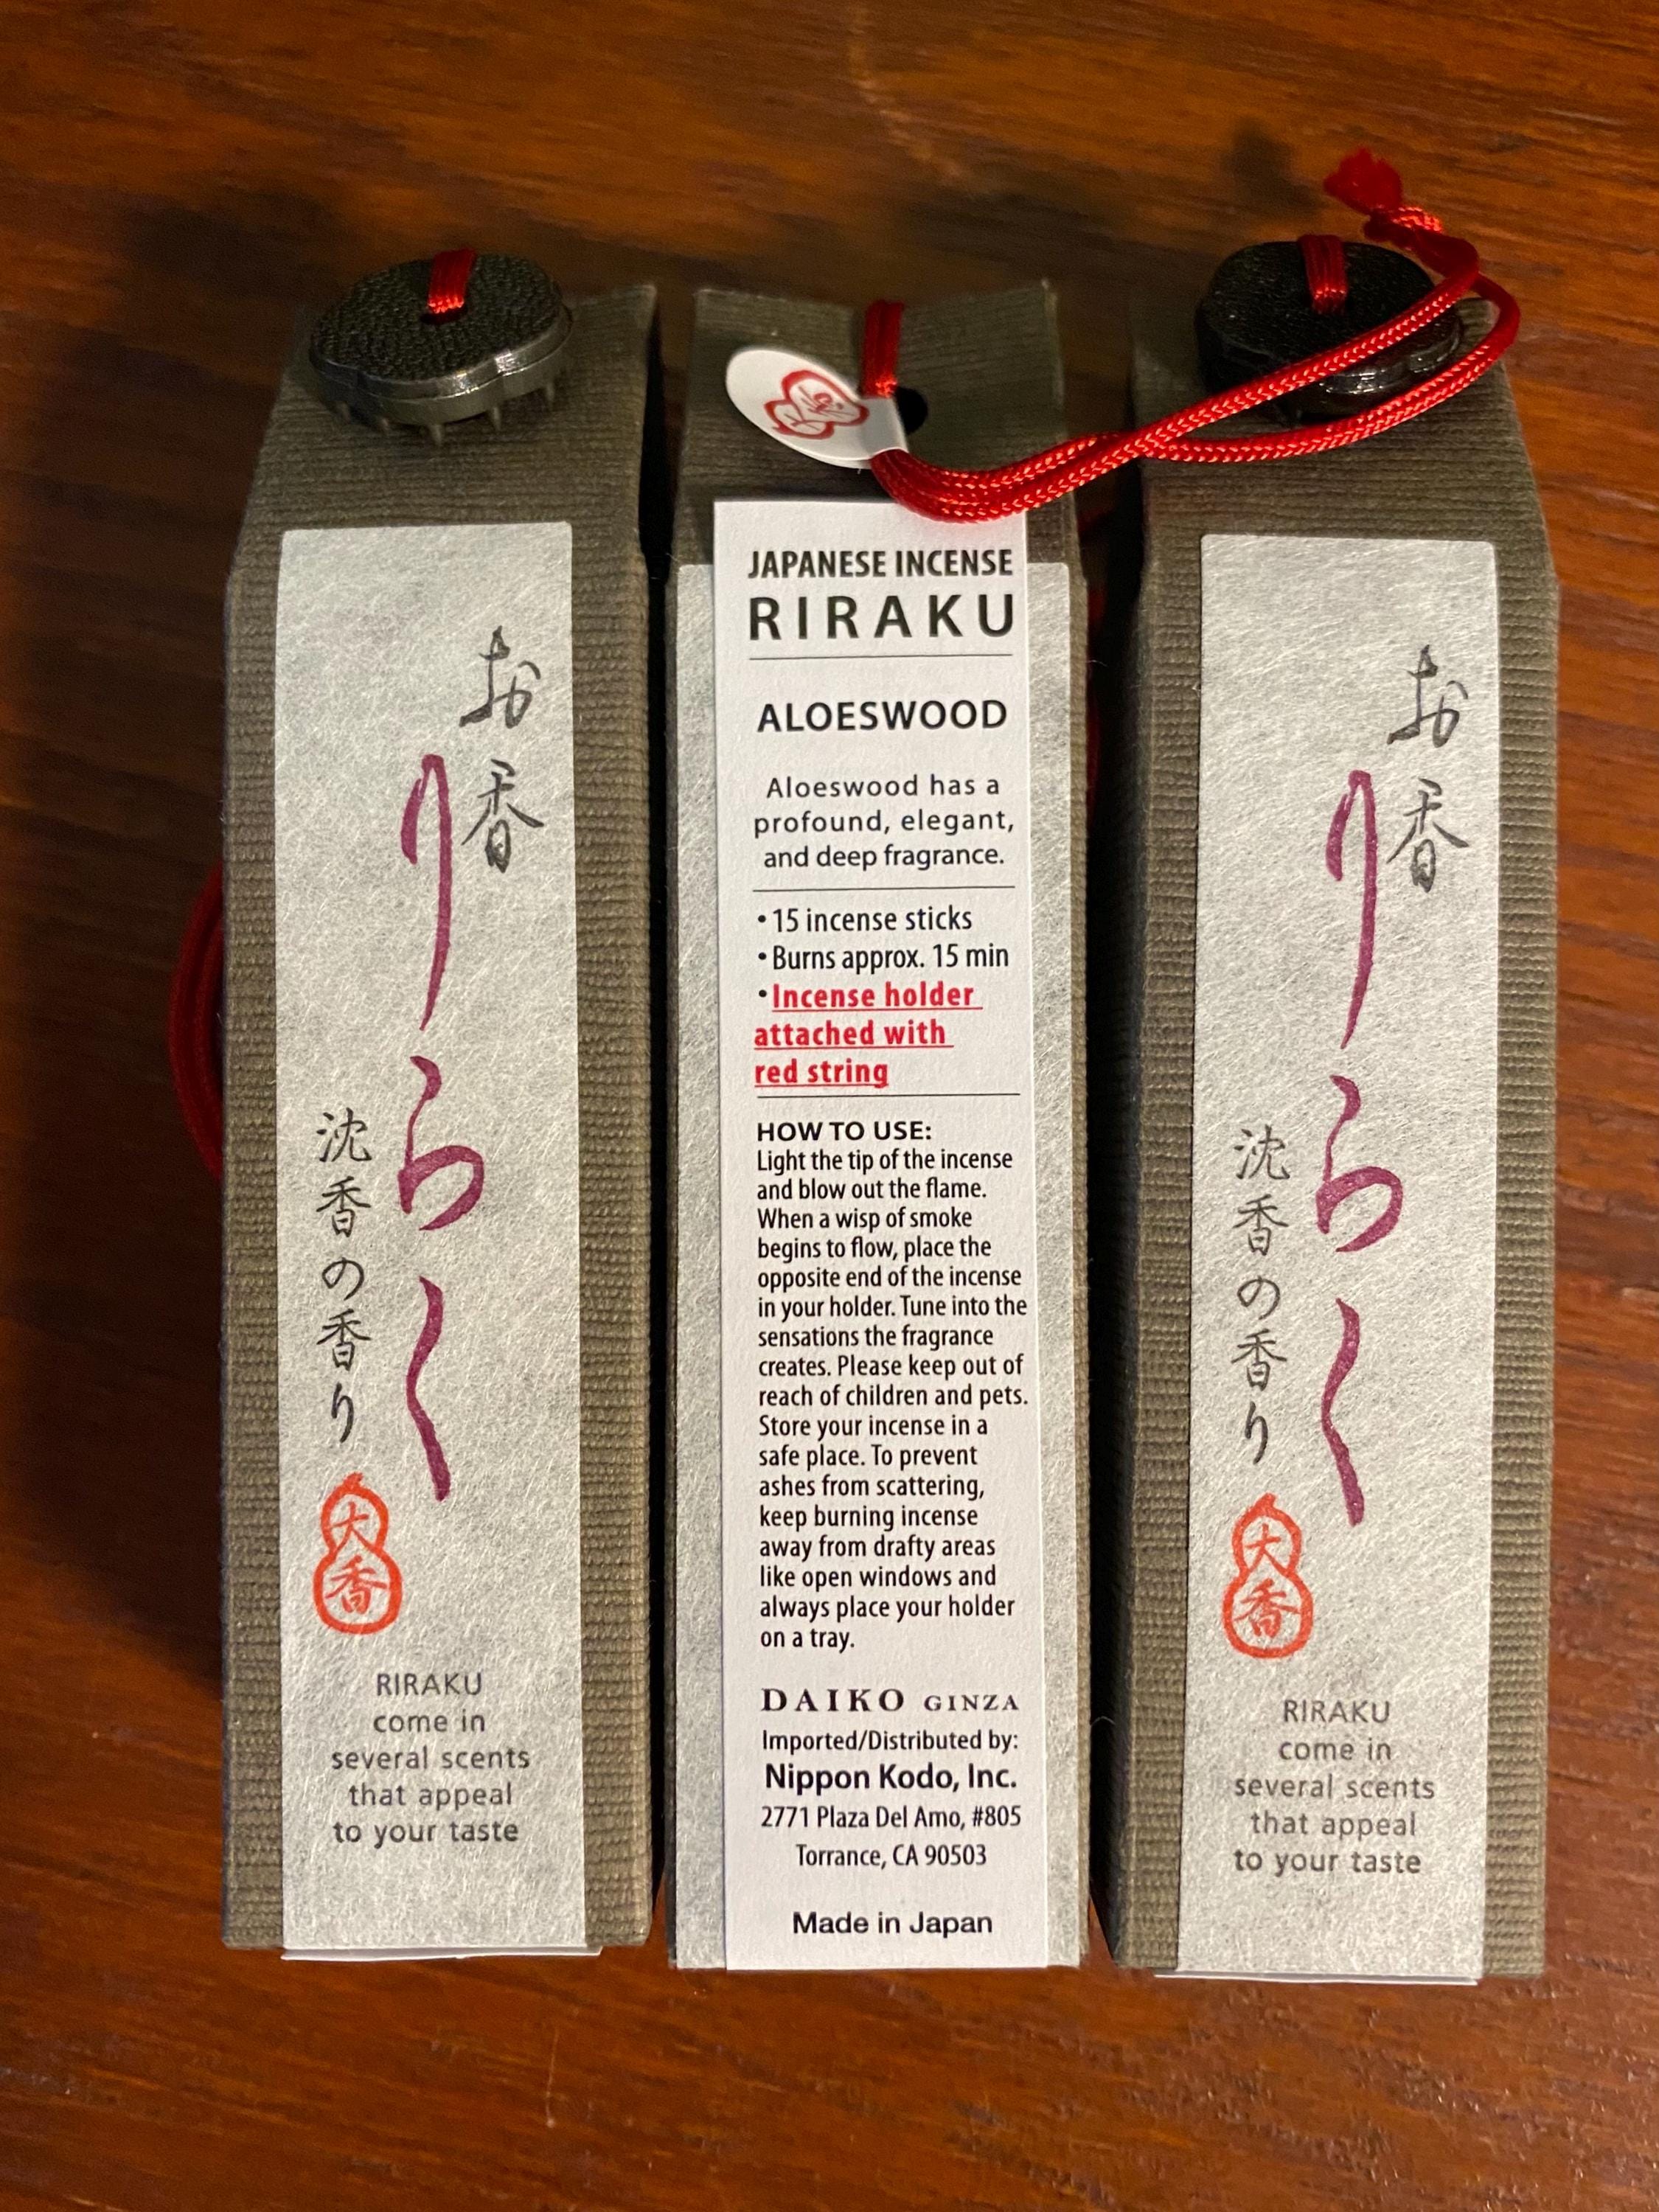 お香
りらく
沈香の香り
大香
RIRAKU
come in
several scents
that appeal
to your taste
JAPANESE INCENSE
RIRAKU
ALOESWOOD
Aloeswood has a
profound, elegant,
and deep fragrance.
・15 incense sticks
・Burns approx. 15 min
・Incense holder
attached with
red string
HOW TO USE:
Light the tip of the incense
and blow out the flame.
When a wisp of smoke
begins to flow, place the
opposite end of the incense
in your holder. Tune into the
sensations the fragrance
creates. Please keep out of
reach of children and pets.
Store your incense in a
safe place. To prevent
ashes from scattering,
keep burning incense
away from drafty areas
like open windows and
always place your holder
on a tray.
DAIKO GINZA
Imported/Distributed by:
Nippon Kodo, Inc.
2771 Plaza Del Amo, #805
Torrance, CA 90503
Made in Japan
お香
りらく
沈香の香り
大香
RIRAKU
come in
several scents
that appeal
to your taste